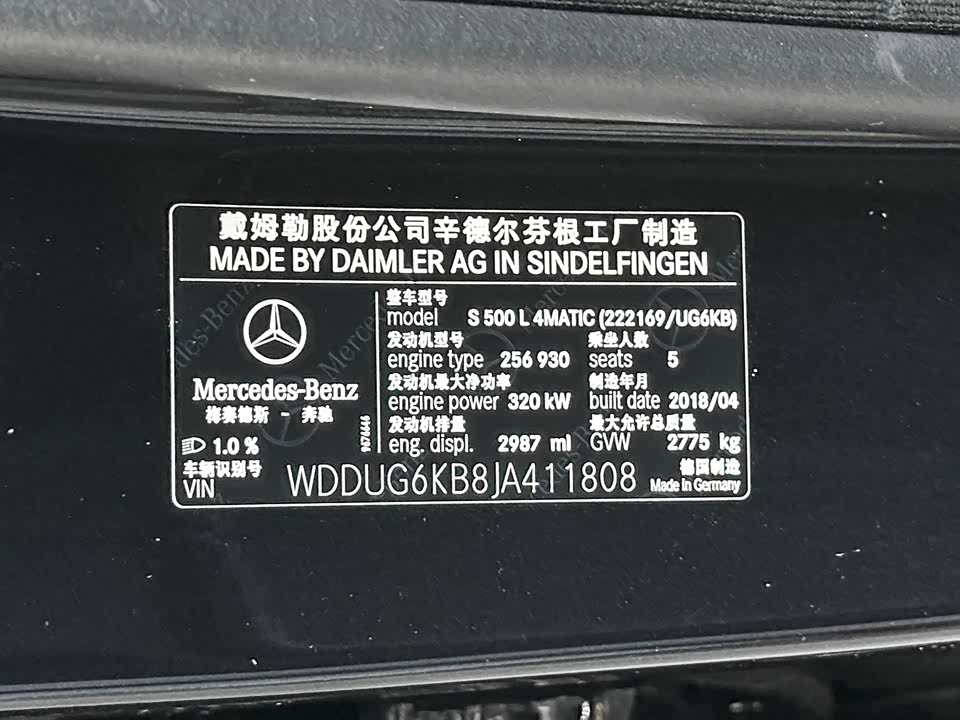 戴姆勒股份公司辛德尔芬根工厂制造
MADE BY DAIMLER AG IN SINDELFINGEN
整车型号
model S 500 L 4MATIC (222169/UG6KB)
发动机型号 乘坐人数
engine type 256 930 seats 5
发动机最大净功率 制造年月
engine power 320 kW built date 2018/04
发动机排量 最大允许总质量
eng. displ. 2987 ml GVW 2775 kg
Mercedes-Benz
梅赛德斯 - 奔驰
1.0 %
车辆识别号
VIN WDDUG6KB8JA411808
德国制造
Made in Germany
Mercedes-Benz